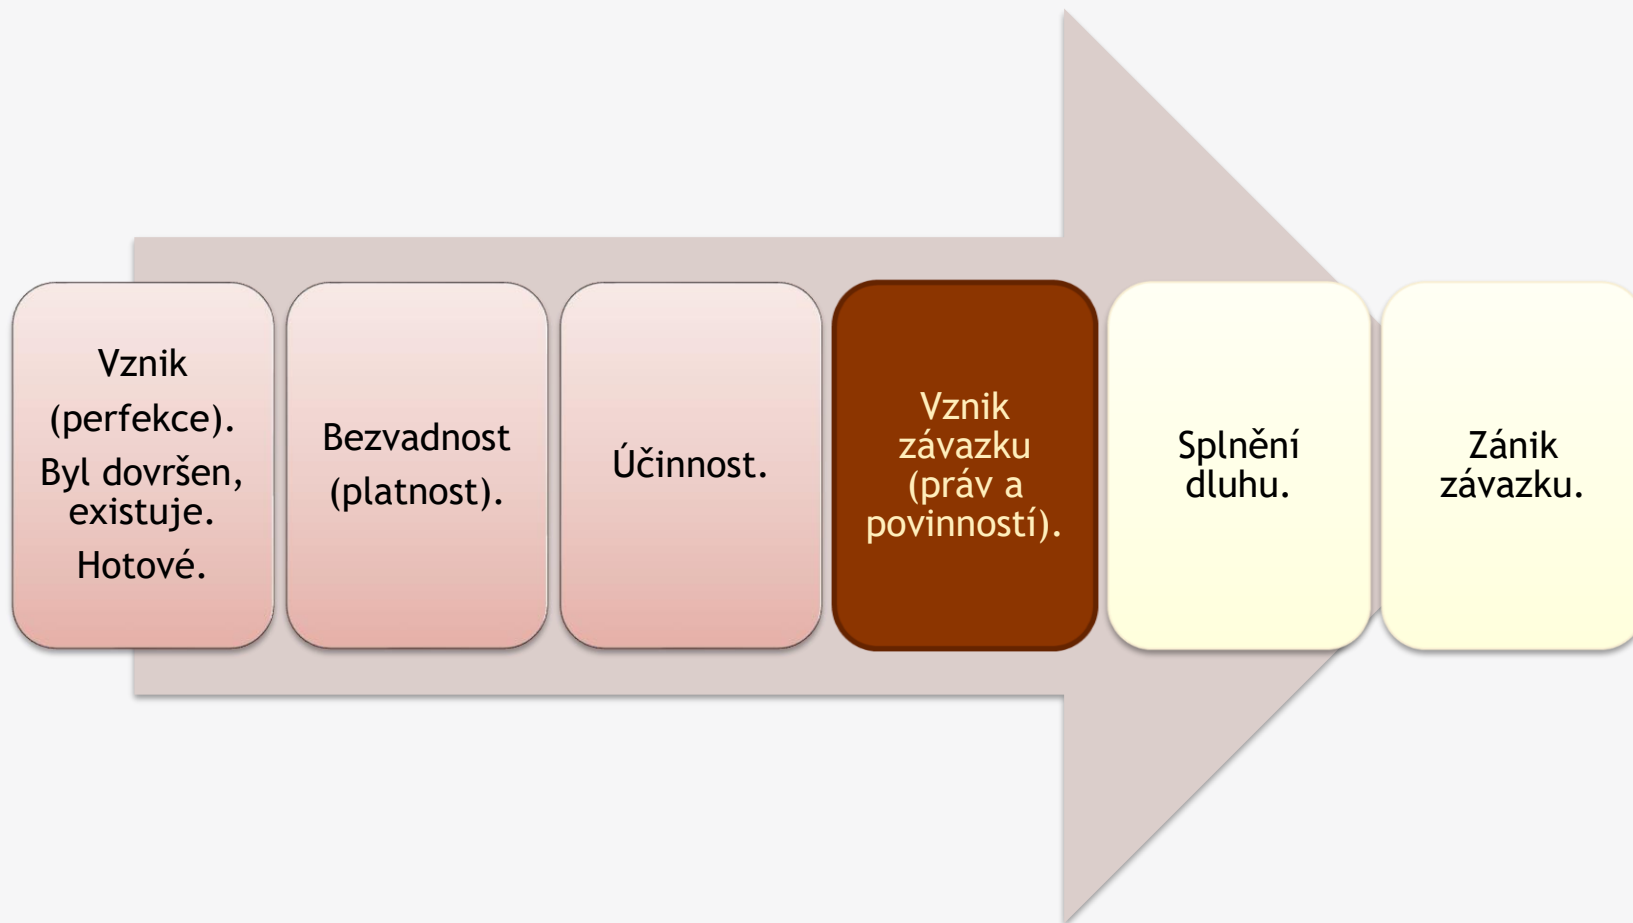 Vznik
(perfekce).
Byl dovršen,
existuje.
Hotové.
Bezvadnost
(platnost).
Účinnost.
Vznik
závazku
(práv a
povinností).
Splnění
dluhu.
Zánik
závazku.